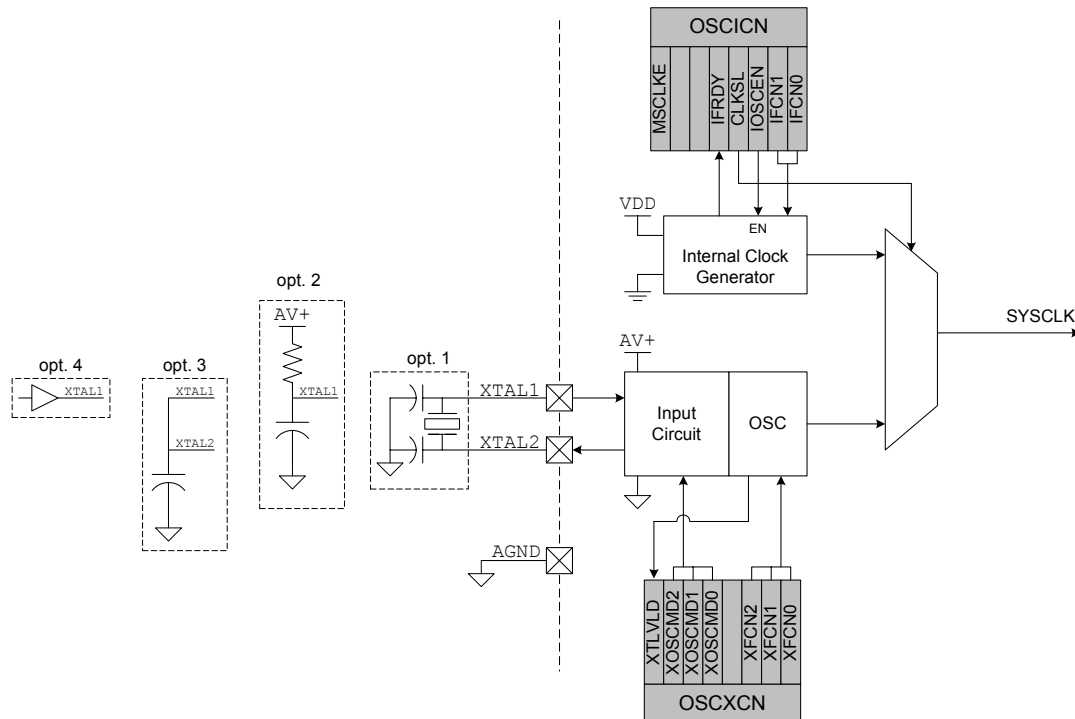 OSCICN
MSCLKE
IFRDY
CLKSL
IOSCEN
IFCN1
IFCN0
VDD
EN
Internal Clock
Generator
opt. 2
AV+
XTAL1
opt. 4
XTAL1
opt. 3
XTAL1
XTAL2
opt. 1
XTAL1
XTAL2
AV+
Input
Circuit
OSC
SYSCLK
AGND
XTLVLD
XOSCMD2
XOSCMD1
XOSCMD0
XFCN2
XFCN1
XFCN0
OSCXCN